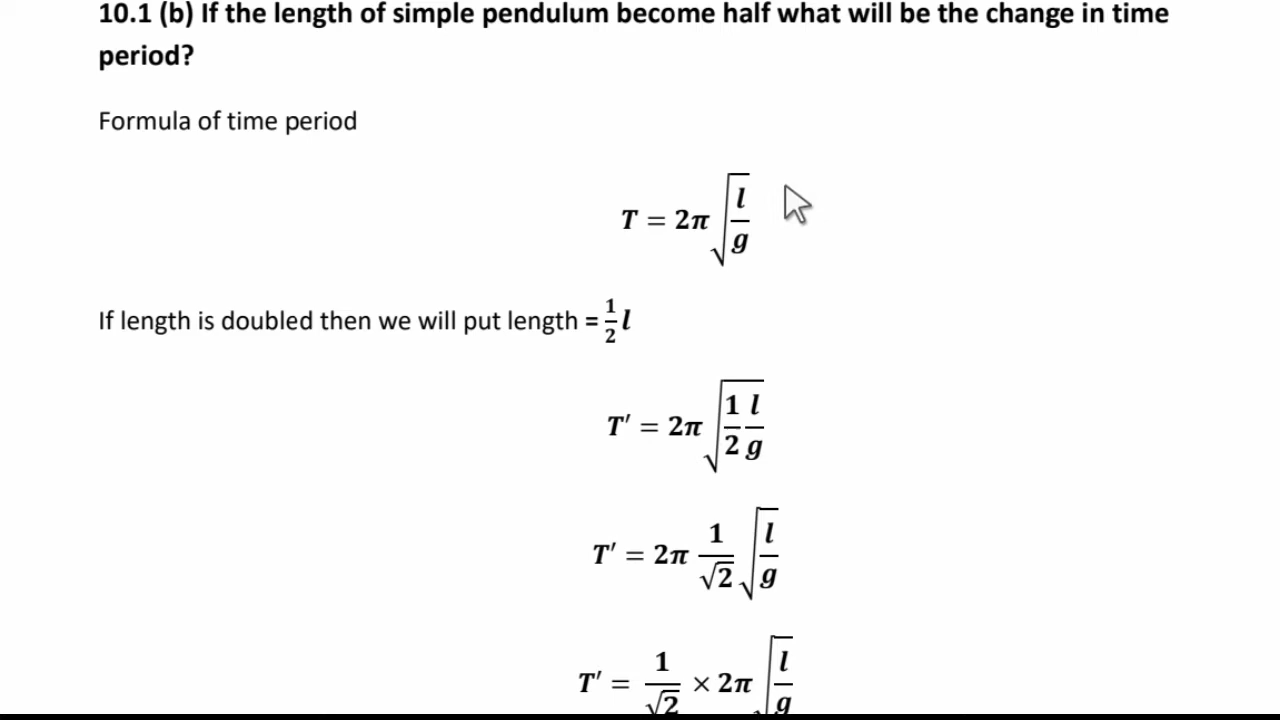 10.1 (b) If the length of simple pendulum become half what will be the change in time
period?
Formula of time period
T = 2π √(l/g)
If length is doubled then we will put length = 1/2 l
T′ = 2π √(1/2 l/g)
T′ = 2π 1/√2 √(l/g)
T′ = 1/√2 × 2π √(l/g)